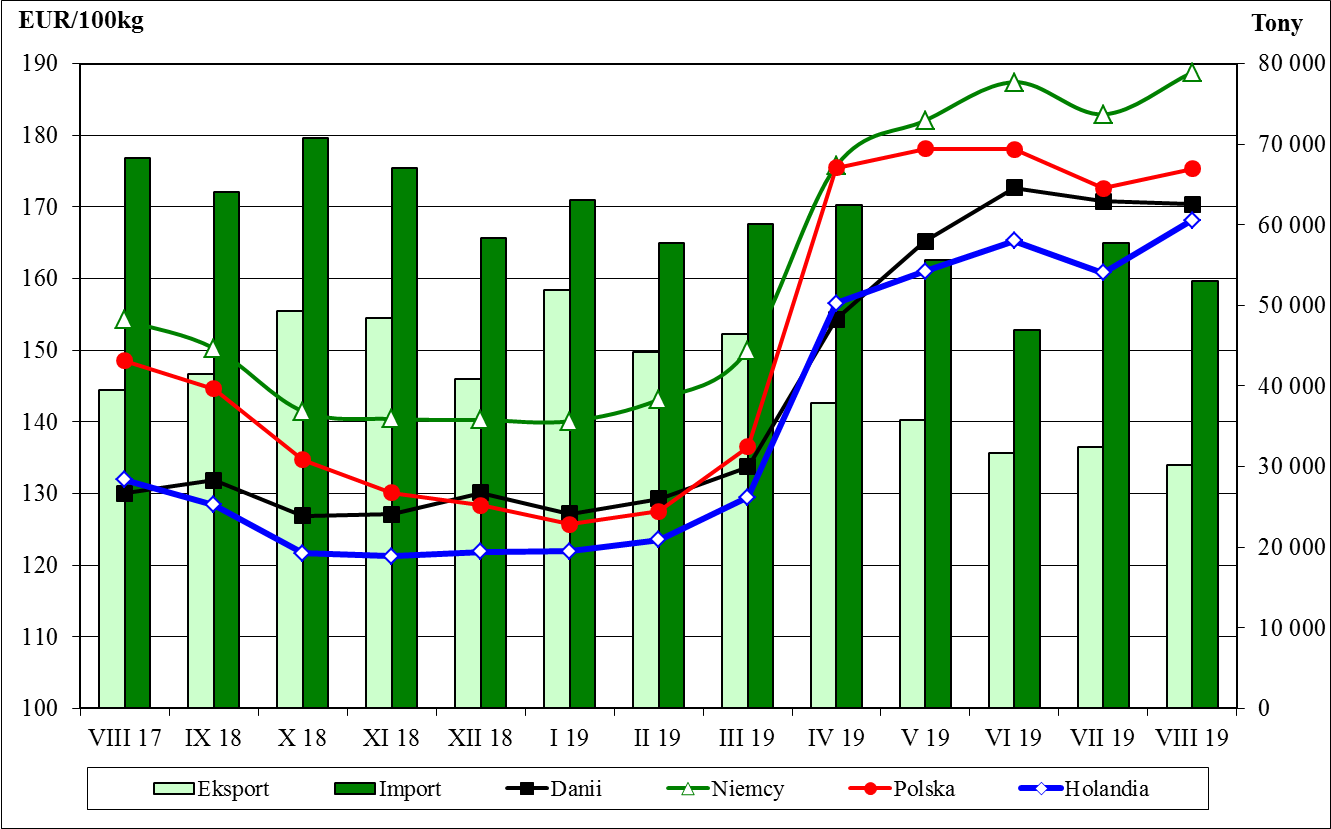 EUR/100kg Tony
190 80 000
180 70 000
170 60 000
160 50 000
150 40 000
140 30 000
130 20 000
120 10 000
110 0
100
VIII 17 IX 18 X 18 XI 18 XII 18 I 19 II 19 III 19 IV 19 V 19 VI 19 VII 19 VIII 19
Eksport Import Danii Niemcy Polska Holandia